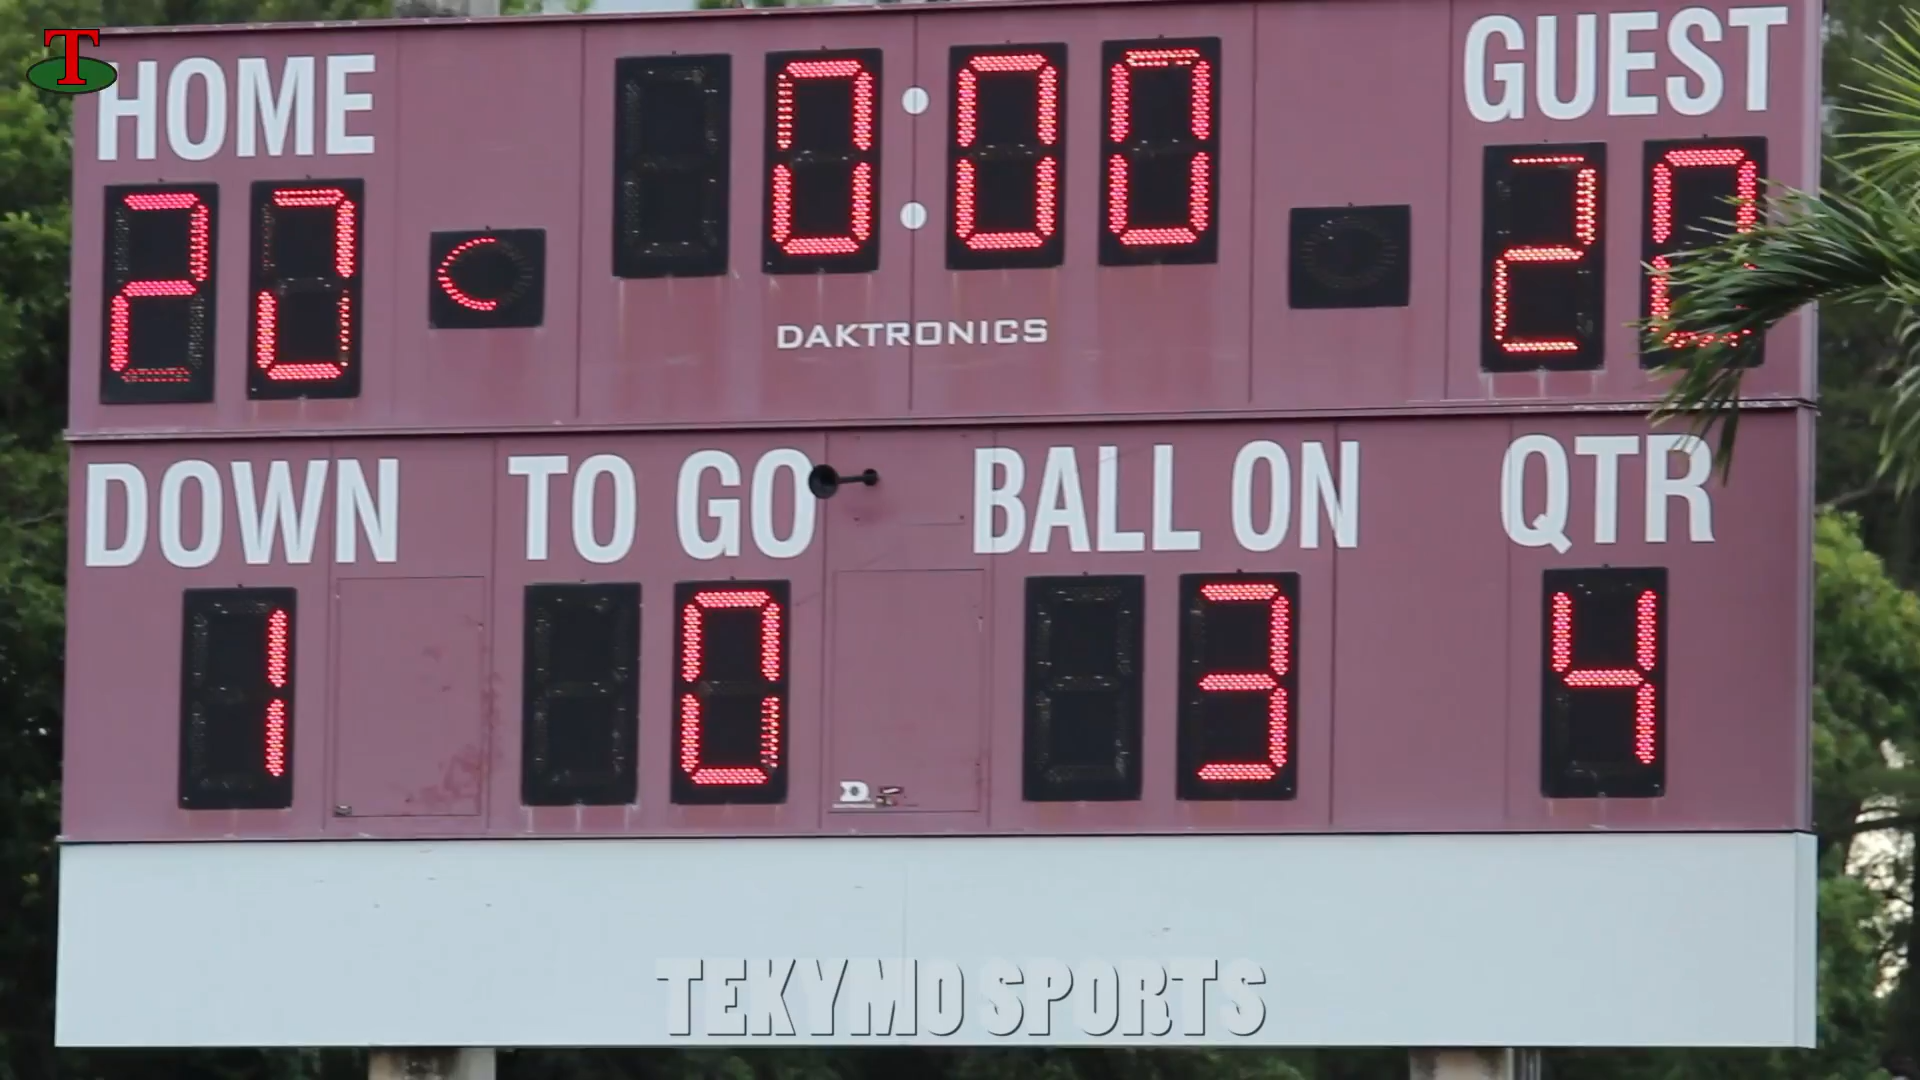 T
HOME 0:00 GUEST
20 20
DAKTRONICS
DOWN TO GO BALL ON QTR
1 0 3 4
TEKYMO SPORTS